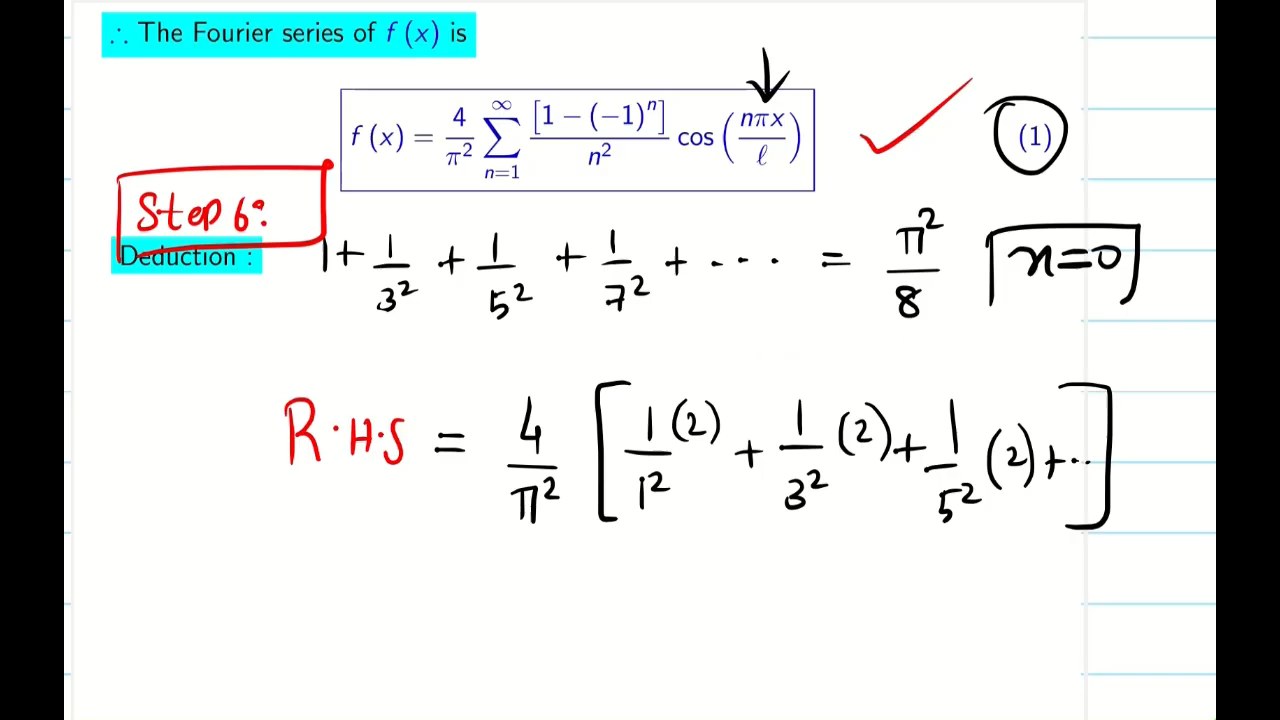 ∴ The Fourier series of f (x) is
f (x) = 4/π² ∑_{n=1}^{∞} [1 − (−1)ⁿ]/n² cos (nπx/ℓ) (1)
Step 6:
Deduction : 1 + 1/3² + 1/5² + 1/7² + ⋯ = π²/8 x=0
R.H.S = 4/π² [1/1² (2) + 1/3² (2) + 1/5² (2) + ⋯]